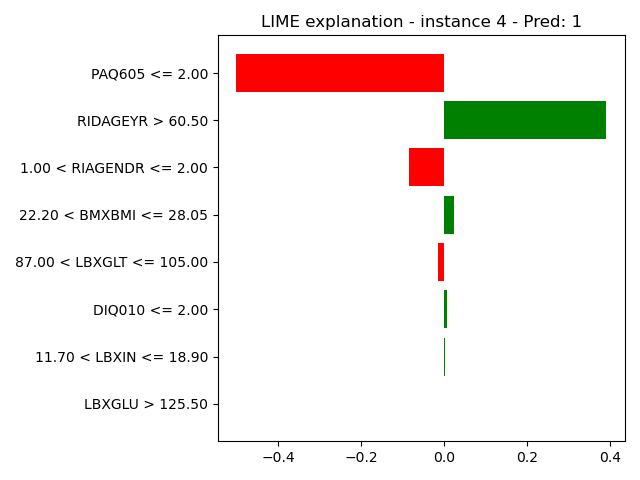 LIME explanation - instance 4 - Pred: 1
PAQ605 <= 2.00
RIDAGEYR > 60.50
1.00 < RIAGENDR <= 2.00
22.20 < BMXBMI <= 28.05
87.00 < LBXGLT <= 105.00
DIQ010 <= 2.00
11.70 < LBXIN <= 18.90
LBXGLU > 125.50
−0.4 −0.2 0.0 0.2 0.4